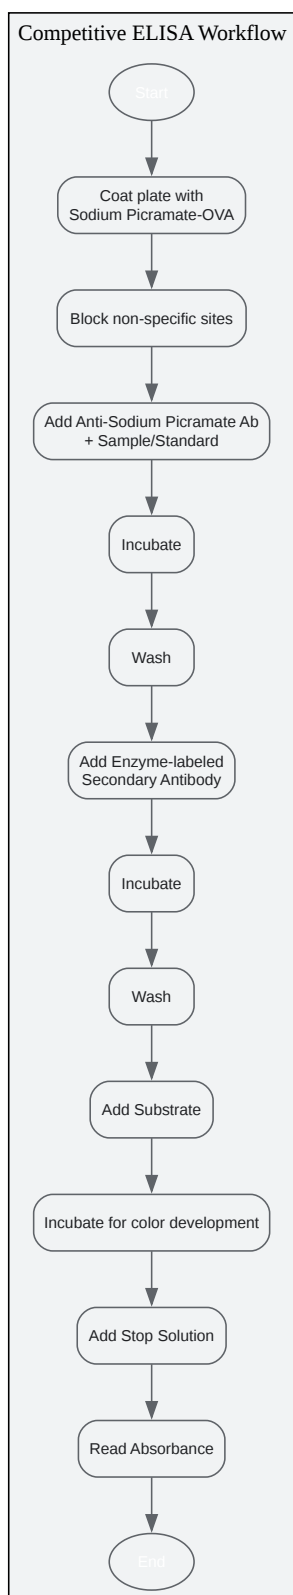 Competitive ELISA Workflow
Start
Coat plate with
Sodium Picramate-OVA
Block non-specific sites
Add Anti-Sodium Picramate Ab
+ Sample/Standard
Incubate
Wash
Add Enzyme-labeled
Secondary Antibody
Incubate
Wash
Add Substrate
Incubate for color development
Add Stop Solution
Read Absorbance
End